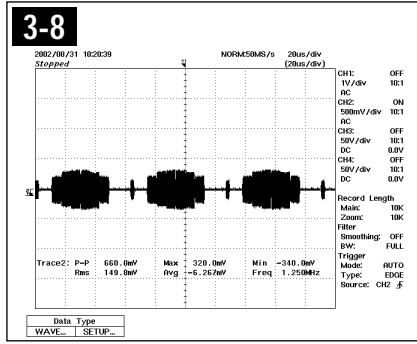 3-8
2002/08/31 10:20:39 NORM:50MS/s 20us/div
Stopped (20us/div)
CH1: OFF
1V/div 10:1
AC
CH2: ON
500mV/div 10:1
AC
CH3: OFF
50V/div 10:1
DC 0.0V
CH4: OFF
50V/div 10:1
DC 0.0V
Record Length
Main: 10K
Zoom: 10K
Filter
Smoothing: OFF
BW: FULL
Trigger
Mode: AUTO
Type: EDGE
Source: CH2
Trace2: P-P 660.0mV Max 320.0mV Min -340.0mV
Rms 149.0mV Avg -6.267mV Freq 1.250MHz
Data Type
WAVE... SETUP...